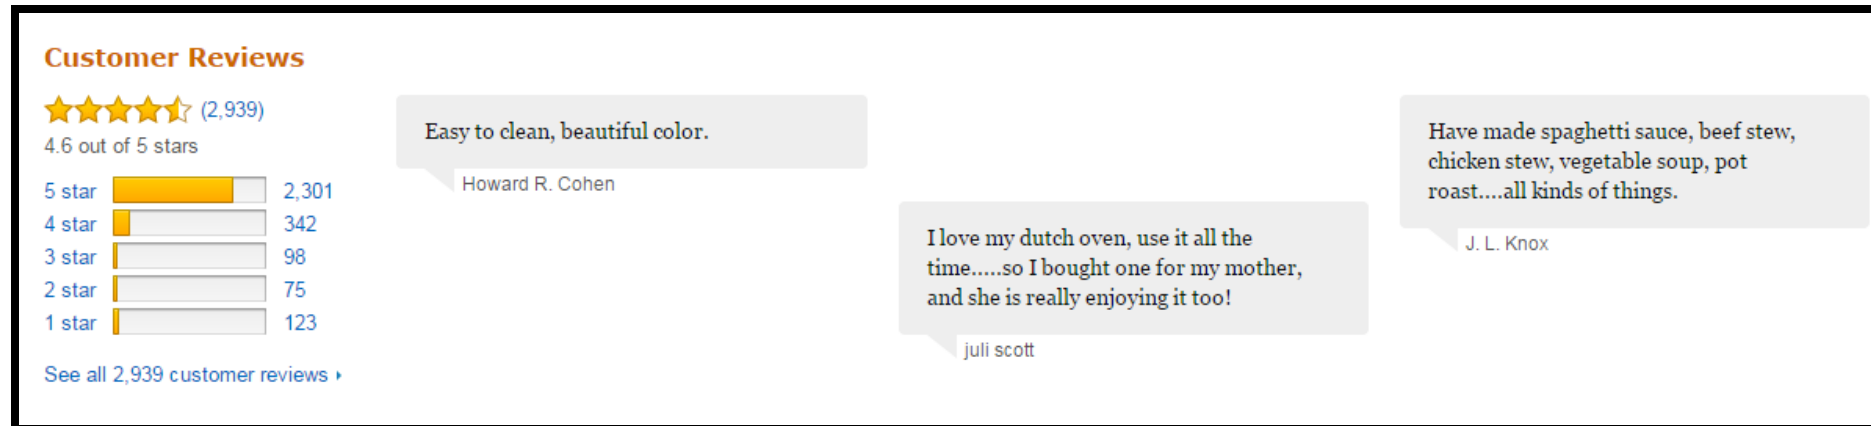 Customer Reviews
(2,939)
4.6 out of 5 stars
5 star 2,301
4 star 342
3 star 98
2 star 75
1 star 123
See all 2,939 customer reviews
Easy to clean, beautiful color.
Howard R. Cohen
I love my dutch oven, use it all the
time.....so I bought one for my mother,
and she is really enjoying it too!
juli scott
Have made spaghetti sauce, beef stew,
chicken stew, vegetable soup, pot
roast....all kinds of things.
J. L. Knox